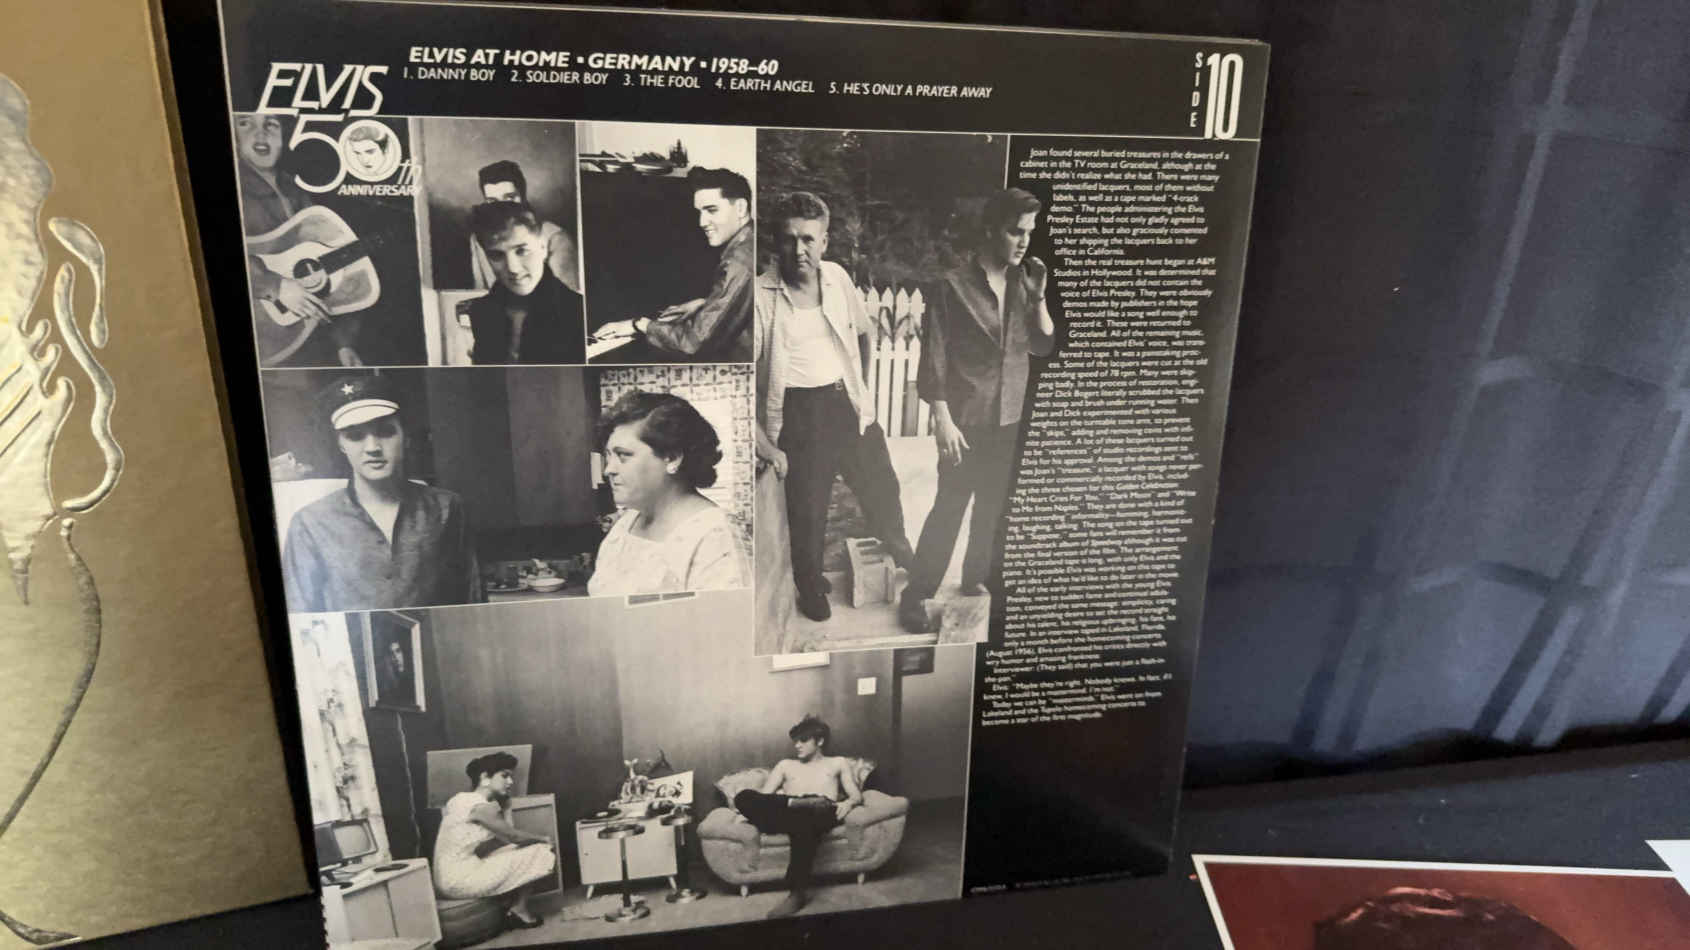 ELVIS AT HOME ▪ GERMANY ▪ 1958–60
1. DANNY BOY 2. SOLDIER BOY 3. THE FOOL 4. EARTH ANGEL 5. HE'S ONLY A PRAYER AWAY
SIDE 10
ELVIS
50th
ANNIVERSARY
Joan found several buried treasures in the drawers of a
cabinet in the TV room at Graceland, although at the
time she didn't realize what she had. There were many
unidentified lacquers, most of them without
labels, as well as a tape marked "4-track
demo." The people administering the Elvis
Presley Estate had not only gladly agreed to
Joan's search, but also graciously consented
to her shipping the lacquers back to her
office in California.
Then the real treasure hunt began at A&M
Studios in Hollywood. It was determined that
many of the lacquers did not contain the
voice of Elvis Presley. They were obviously
demos made by publishers in the hope
Elvis would like a song well enough to
record it. These were returned to
Graceland. All of the remaining music,
which contained Elvis' voice, was trans-
ferred to tape. It was a painstaking proc-
ess. Some of the lacquers were cut at the old
recording speed of 78 rpm. Many were skip-
ping badly. In the process of restoration, engi-
neer Dick Bogert literally scrubbed the lacquers
with soap and brush under running water. Then
Joan and Dick experimented with various
weights on the turntable tone arm, to prevent
the "skips," adding and removing coins with infi-
nite patience. A lot of these lacquers turned out
to be "references" of studio recordings sent to
Elvis for his approval. Among the demos and "refs"
was Joan's "treasure," a lacquer with songs never per-
formed or commercially recorded by Elvis, includ-
ing the three chosen for this Golden Celebration:
"My Heart Cries For You," "Dark Moon" and "Write
to Me from Naples." They are done with a kind of
"home recording" informality—humming, harmoniz-
ing, laughing, talking. The song on the tape turned out
to be "Suppose," some fans will remember it from
the soundtrack album of Speedway although it was cut
from the final version of the film. The arrangement
on the Graceland tape is long, with only Elvis and the
piano. It's possible Elvis was working on this tape to
get an idea of what he'd like to do later in the movie.
All of the early interviews with the young Elvis
Presley, new to sudden fame and continual adula-
tion, conveyed the same message: simplicity, caring
and an unyielding desire to set the record straight
about his talent, his religious upbringing, his fans, his
future. In an interview taped in Lakeland, Florida,
only a month before the homecoming concerts
(August 1956), Elvis confronted his critics directly with
wry humor and amazing frankness:
Interviewer: (They said) that you were just a flash-in-
the-pan."
Elvis: "Maybe they're right. Nobody knows. In fact, if I
knew, I would be a mastermind. I'm not."
Today we can be "masterminds." Elvis went on from
Lakeland and the Tupelo homecoming concerts to
become a star of the first magnitude.